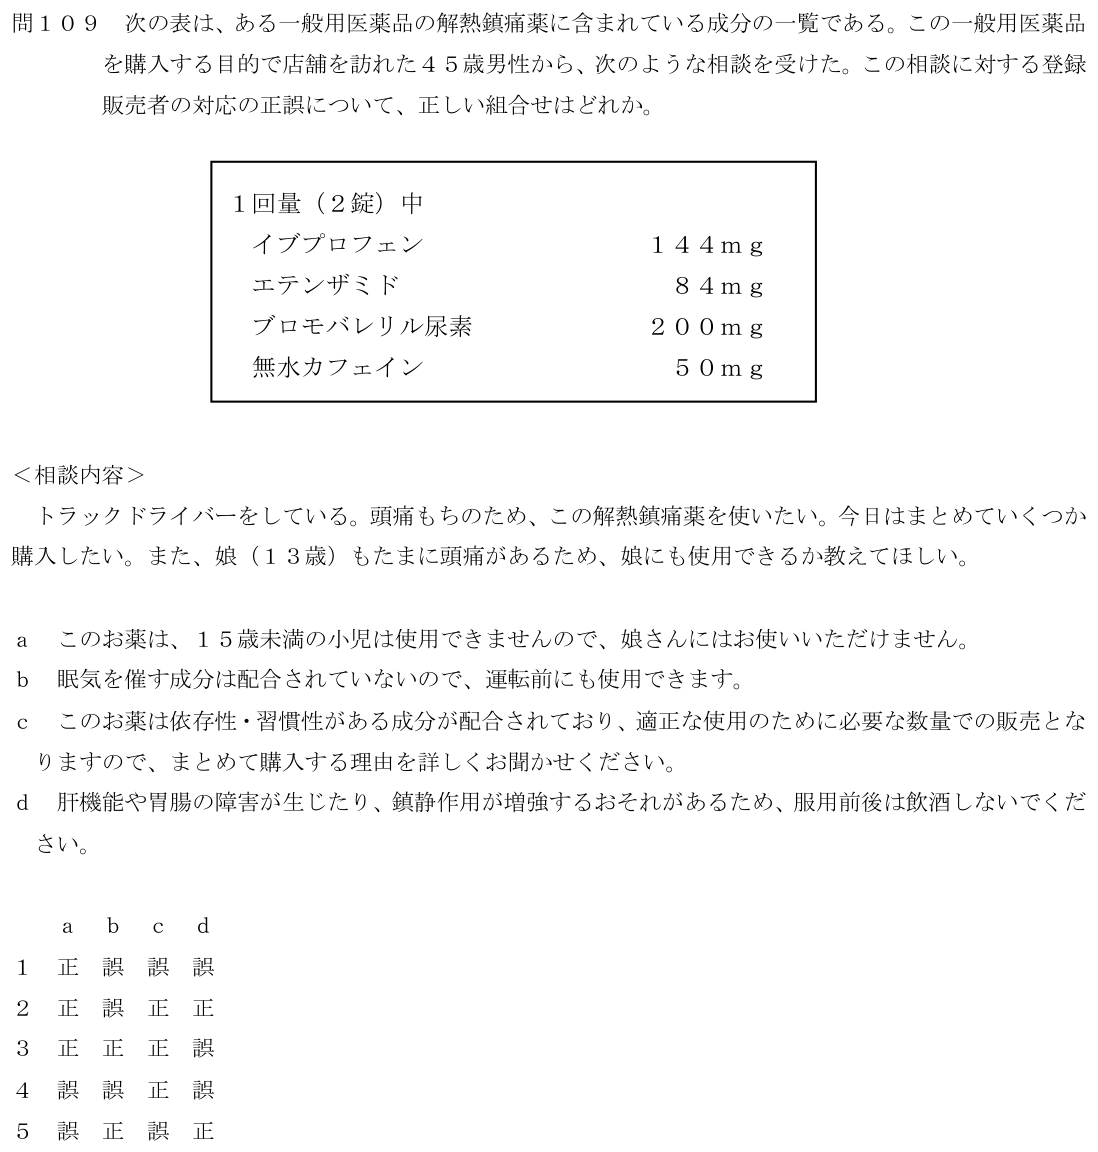 問１０９　次の表は、ある一般用医薬品の解熱鎮痛薬に含まれている成分の一覧である。この一般用医薬品
を購入する目的で店舗を訪れた４５歳男性から、次のような相談を受けた。この相談に対する登録
販売者の対応の正誤について、正しい組合せはどれか。
１回量（２錠）中
イブプロフェン　１４４ｍｇ
エテンザミド　８４ｍｇ
ブロモバレリル尿素　２００ｍｇ
無水カフェイン　５０ｍｇ
＜相談内容＞
トラックドライバーをしている。頭痛もちのため、この解熱鎮痛薬を使いたい。今日はまとめていくつか
購入したい。また、娘（１３歳）もたまに頭痛があるため、娘にも使用できるか教えてほしい。
ａ　このお薬は、１５歳未満の小児は使用できませんので、娘さんにはお使いいただけません。
ｂ　眠気を催す成分は配合されていないので、運転前にも使用できます。
ｃ　このお薬は依存性・習慣性がある成分が配合されており、適正な使用のために必要な数量での販売とな
りますので、まとめて購入する理由を詳しくお聞かせください。
ｄ　肝機能や胃腸の障害が生じたり、鎮静作用が増強するおそれがあるため、服用前後は飲酒しないでくだ
さい。
ａ　ｂ　ｃ　ｄ
１　正　誤　誤　誤
２　正　誤　正　正
３　正　正　正　誤
４　誤　誤　正　誤
５　誤　正　誤　正